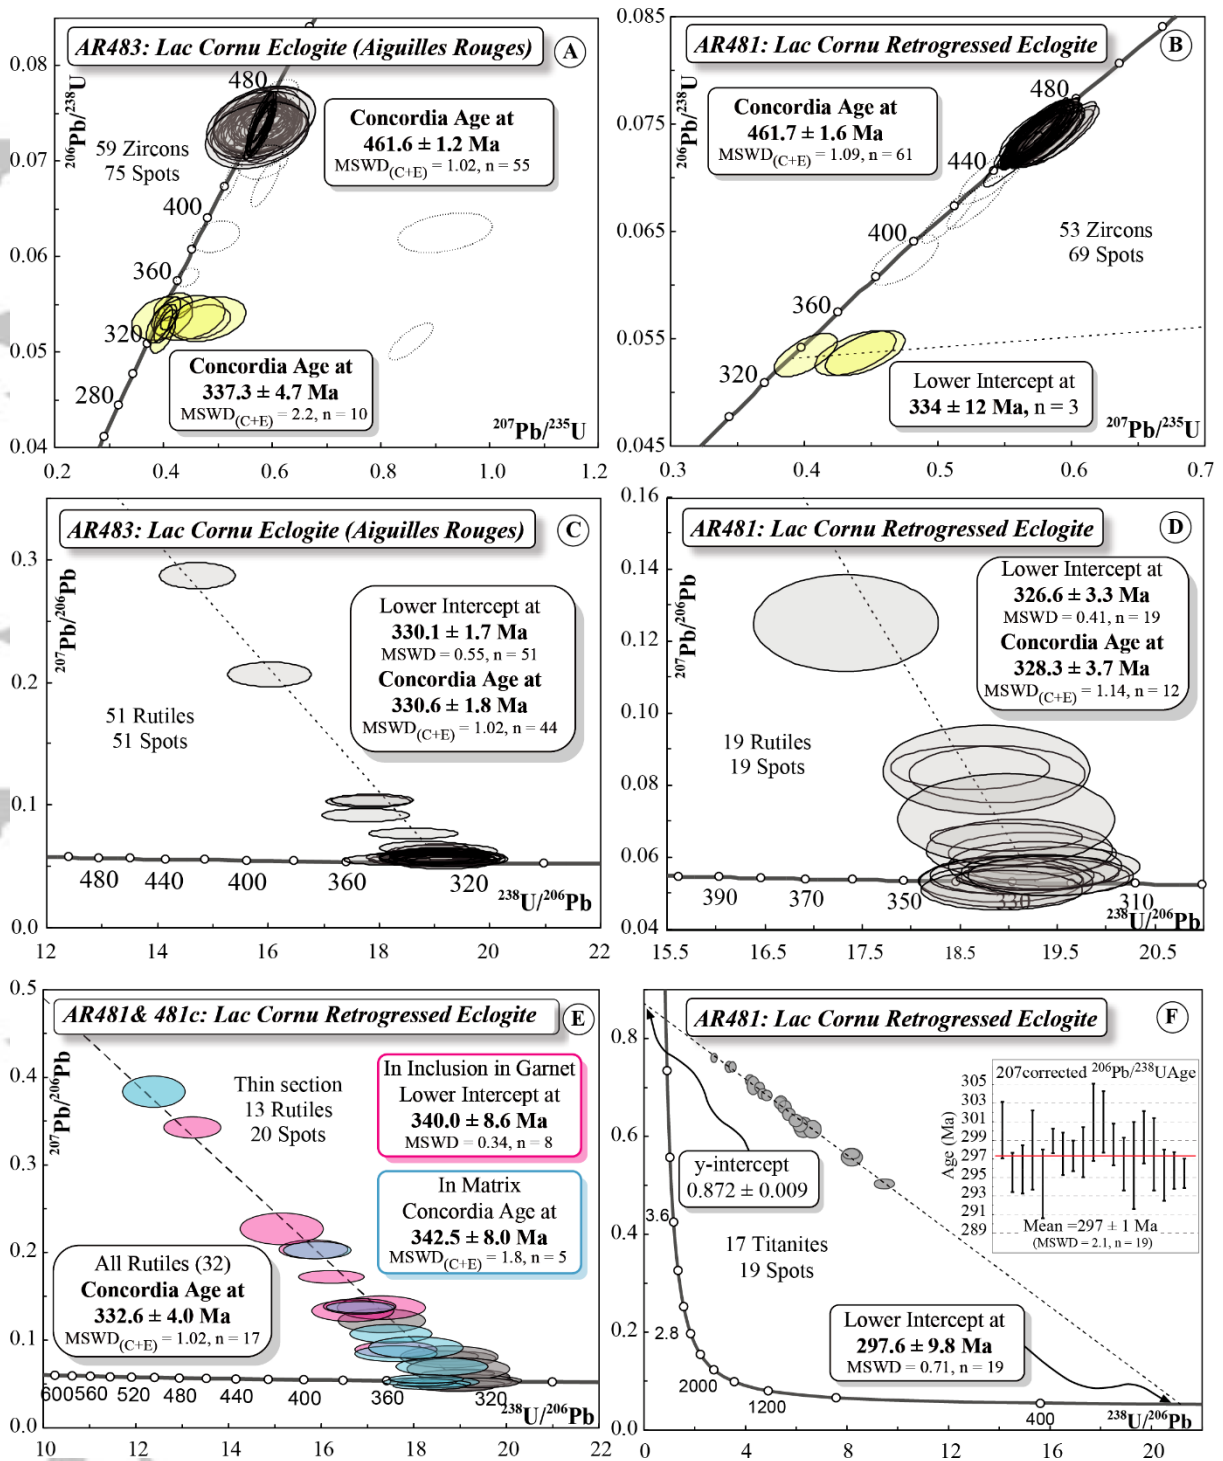 AR483: Lac Cornu Eclogite (Aiguilles Rouges)
A
²⁰⁶Pb/²³⁸U
0.08
0.07
0.06
0.05
0.04
480
400
360
320
280
59 Zircons
75 Spots
Concordia Age at
461.6 ± 1.2 Ma
MSWD(C+E) = 1.02, n = 55
Concordia Age at
337.3 ± 4.7 Ma
MSWD(C+E) = 2.2, n = 10
²⁰⁷Pb/²³⁵U
0.2 0.4 0.6 0.8 1.0 1.2
AR481: Lac Cornu Retrogressed Eclogite
B
²⁰⁶Pb/²³⁸U
0.085
0.075
0.065
0.055
0.045
480
440
400
360
320
Concordia Age at
461.7 ± 1.6 Ma
MSWD(C+E) = 1.09, n = 61
53 Zircons
69 Spots
Lower Intercept at
334 ± 12 Ma, n = 3
²⁰⁷Pb/²³⁵U
0.3 0.4 0.5 0.6 0.7
AR483: Lac Cornu Eclogite (Aiguilles Rouges)
C
²⁰⁷Pb/²⁰⁶Pb
0.3
0.2
0.1
0.0
51 Rutiles
51 Spots
Lower Intercept at
330.1 ± 1.7 Ma
MSWD = 0.55, n = 51
Concordia Age at
330.6 ± 1.8 Ma
MSWD(C+E) = 1.02, n = 44
480 440 400 360 320
²³⁸U/²⁰⁶Pb
12 14 16 18 20 22
AR481: Lac Cornu Retrogressed Eclogite
D
²⁰⁷Pb/²⁰⁶Pb
0.16
0.14
0.12
0.10
0.08
0.06
0.04
19 Rutiles
19 Spots
Lower Intercept at
326.6 ± 3.3 Ma
MSWD = 0.41, n = 19
Concordia Age at
328.3 ± 3.7 Ma
MSWD(C+E) = 1.14, n = 12
390 370 350 330 310
²³⁸U/²⁰⁶Pb
15.5 16.5 17.5 18.5 19.5 20.5
AR481& 481c: Lac Cornu Retrogressed Eclogite
E
²⁰⁷Pb/²⁰⁶Pb
0.5
0.4
0.3
0.2
0.1
0.0
Thin section
13 Rutiles
20 Spots
In Inclusion in Garnet
Lower Intercept at
340.0 ± 8.6 Ma
MSWD = 0.34, n = 8
In Matrix
Concordia Age at
342.5 ± 8.0 Ma
MSWD(C+E) = 1.8, n = 5
All Rutiles (32)
Concordia Age at
332.6 ± 4.0 Ma
MSWD(C+E) = 1.02, n = 17
600 560 520 480 440 400 360 320
²³⁸U/²⁰⁶Pb
10 12 14 16 18 20 22
AR481: Lac Cornu Retrogressed Eclogite
F
0.8
0.6
0.4
0.2
0.0
y-intercept
0.872 ± 0.009
17 Titanites
19 Spots
207corrected ²⁰⁶Pb/²³⁸UAge
Age (Ma)
305
301
299
297
295
293
291
289
Mean =297 ± 1 Ma
(MSWD = 2.1, n = 19)
Lower Intercept at
297.6 ± 9.8 Ma
MSWD = 0.71, n = 19
3.6
2.8
2000
1200
400
²³⁸U/²⁰⁶Pb
0 4 8 12 16 20